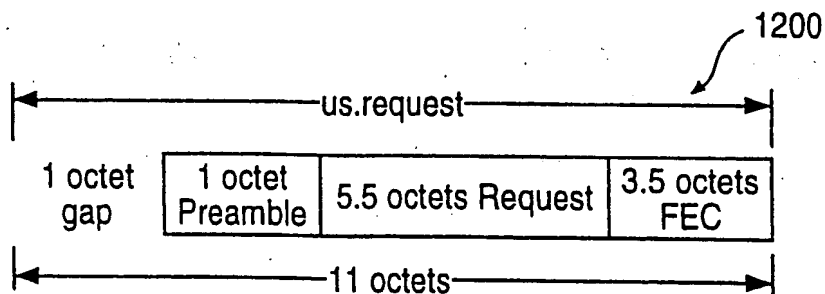 1200
us.request
1 octet
gap
1 octet
Preamble
5.5 octets Request
3.5 octets
FEC
11 octets